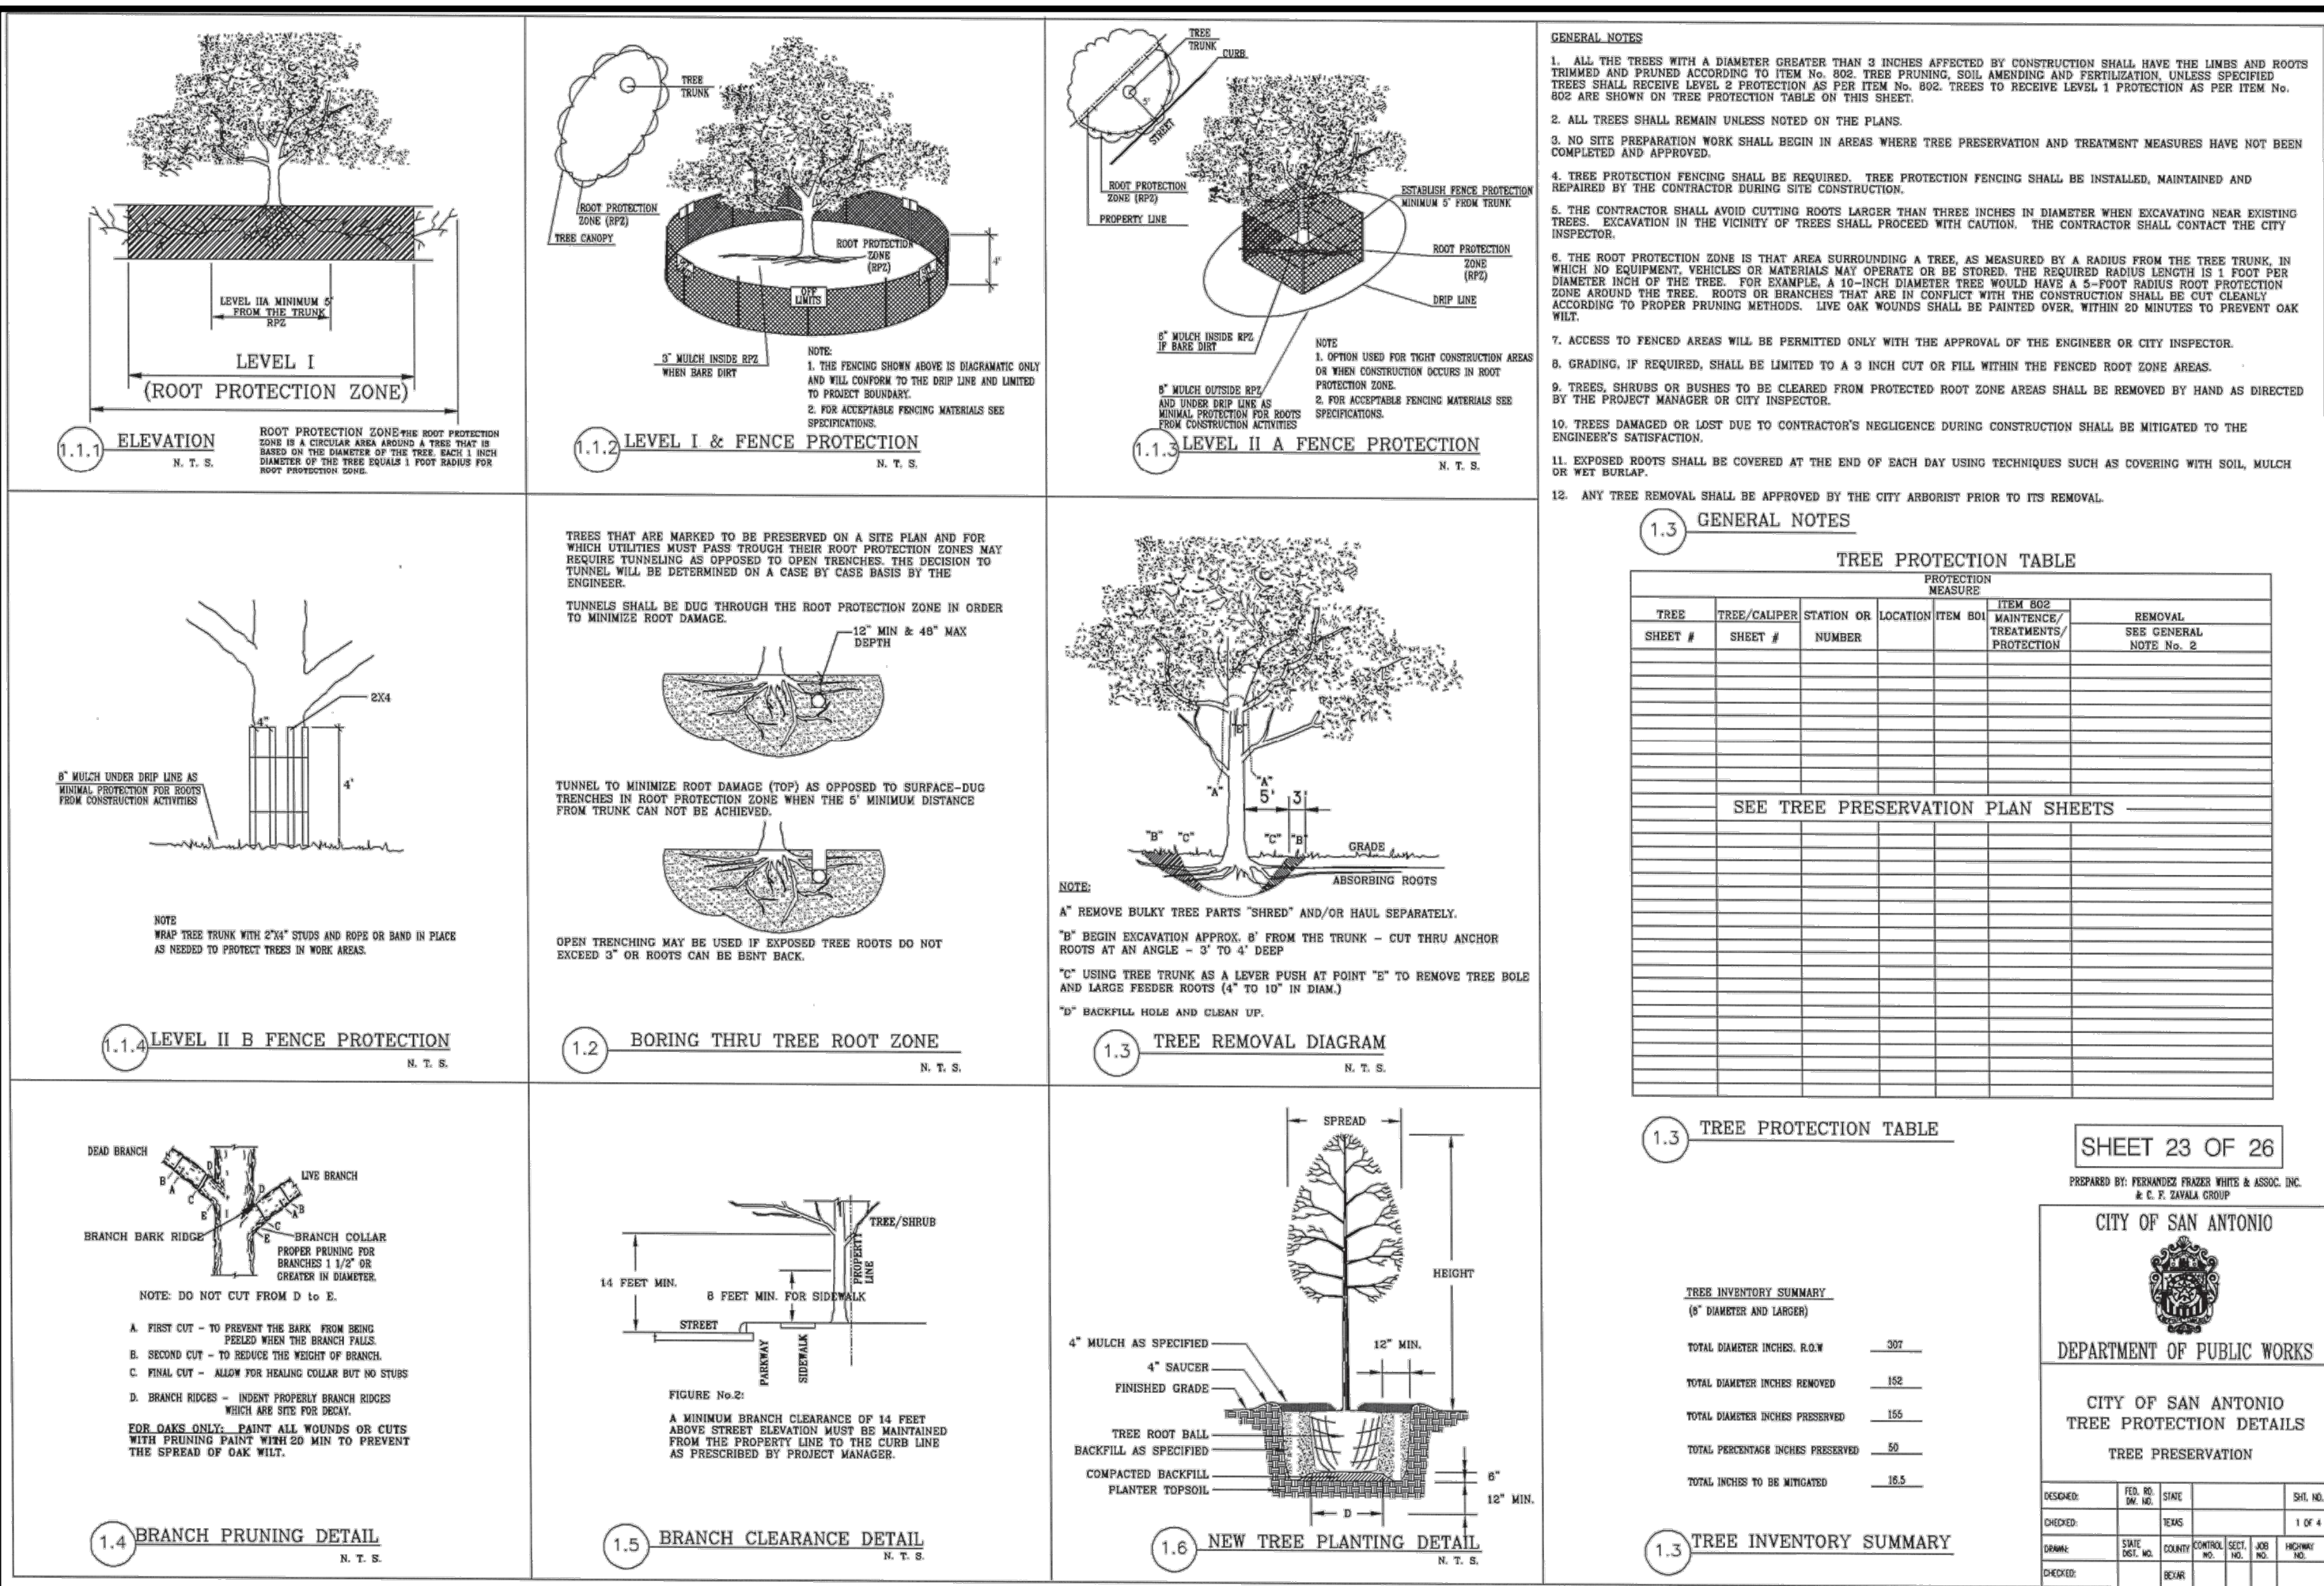 LEVEL IIA MINIMUM 5'
FROM THE TRUNK
RPZ
LEVEL I
(ROOT PROTECTION ZONE)
1.1.1 ELEVATION
N. T. S.
ROOT PROTECTION ZONE THE ROOT PROTECTION
ZONE IS A CIRCULAR AREA AROUND A TREE THAT IS
BASED ON THE DIAMETER OF THE TREE. EACH 1 INCH
DIAMETER OF THE TREE EQUALS 1 FOOT RADIUS FOR
ROOT PROTECTION ZONE.
TREE
TRUNK
ROOT PROTECTION
ZONE (RPZ)
TREE CANOPY
ROOT PROTECTION
ZONE
(RPZ)
4'
OFF
LIMITS
3" MULCH INSIDE RPZ
WHEN BARE DIRT
NOTE:
1. THE FENCING SHOWN ABOVE IS DIAGRAMATIC ONLY
AND WILL CONFORM TO THE DRIP LINE AND LIMITED
TO PROJECT BOUNDARY.
2. FOR ACCEPTABLE FENCING MATERIALS SEE
SPECIFICATIONS.
1.1.2 LEVEL I & FENCE PROTECTION
N. T. S.
TREE
TRUNK
CURB
5'
STREET
ROOT PROTECTION
ZONE (RPZ)
PROPERTY LINE
ESTABLISH FENCE PROTECTION
MINIMUM 5' FROM TRUNK
ROOT PROTECTION
ZONE
(RPZ)
DRIP LINE
6" MULCH INSIDE RPZ
IF BARE DIRT
8" MULCH OUTSIDE RPZ
AND UNDER DRIP LINE AS
MINIMAL PROTECTION FOR ROOTS
FROM CONSTRUCTION ACTIVITIES
NOTE
1. OPTION USED FOR TIGHT CONSTRUCTION AREAS
OR WHEN CONSTRUCTION OCCURS IN ROOT
PROTECTION ZONE.
2. FOR ACCEPTABLE FENCING MATERIALS SEE
SPECIFICATIONS.
1.1.3 LEVEL II A FENCE PROTECTION
N. T. S.
GENERAL NOTES
1. ALL THE TREES WITH A DIAMETER GREATER THAN 3 INCHES AFFECTED BY CONSTRUCTION SHALL HAVE THE LIMBS AND ROOTS
TRIMMED AND PRUNED ACCORDING TO ITEM No. 802. TREE PRUNING, SOIL AMENDING AND FERTILIZATION, UNLESS SPECIFIED
TREES SHALL RECEIVE LEVEL 2 PROTECTION AS PER ITEM No. 802. TREES TO RECEIVE LEVEL 1 PROTECTION AS PER ITEM No.
802 ARE SHOWN ON TREE PROTECTION TABLE ON THIS SHEET.
2. ALL TREES SHALL REMAIN UNLESS NOTED ON THE PLANS.
3. NO SITE PREPARATION WORK SHALL BEGIN IN AREAS WHERE TREE PRESERVATION AND TREATMENT MEASURES HAVE NOT BEEN
COMPLETED AND APPROVED.
4. TREE PROTECTION FENCING SHALL BE REQUIRED. TREE PROTECTION FENCING SHALL BE INSTALLED, MAINTAINED AND
REPAIRED BY THE CONTRACTOR DURING SITE CONSTRUCTION.
5. THE CONTRACTOR SHALL AVOID CUTTING ROOTS LARGER THAN THREE INCHES IN DIAMETER WHEN EXCAVATING NEAR EXISTING
TREES. EXCAVATION IN THE VICINITY OF TREES SHALL PROCEED WITH CAUTION. THE CONTRACTOR SHALL CONTACT THE CITY
INSPECTOR.
6. THE ROOT PROTECTION ZONE IS THAT AREA SURROUNDING A TREE, AS MEASURED BY A RADIUS FROM THE TREE TRUNK, IN
WHICH NO EQUIPMENT, VEHICLES OR MATERIALS MAY OPERATE OR BE STORED. THE REQUIRED RADIUS LENGTH IS 1 FOOT PER
DIAMETER INCH OF THE TREE. FOR EXAMPLE, A 10-INCH DIAMETER TREE WOULD HAVE A 5-FOOT RADIUS ROOT PROTECTION
ZONE AROUND THE TREE. ROOTS OR BRANCHES THAT ARE IN CONFLICT WITH THE CONSTRUCTION SHALL BE CUT CLEANLY
ACCORDING TO PROPER PRUNING METHODS. LIVE OAK WOUNDS SHALL BE PAINTED OVER, WITHIN 20 MINUTES TO PREVENT OAK
WILT.
7. ACCESS TO FENCED AREAS WILL BE PERMITTED ONLY WITH THE APPROVAL OF THE ENGINEER OR CITY INSPECTOR.
8. GRADING, IF REQUIRED, SHALL BE LIMITED TO A 3 INCH CUT OR FILL WITHIN THE FENCED ROOT ZONE AREAS.
9. TREES, SHRUBS OR BUSHES TO BE CLEARED FROM PROTECTED ROOT ZONE AREAS SHALL BE REMOVED BY HAND AS DIRECTED
BY THE PROJECT MANAGER OR CITY INSPECTOR.
10. TREES DAMAGED OR LOST DUE TO CONTRACTOR'S NEGLIGENCE DURING CONSTRUCTION SHALL BE MITIGATED TO THE
ENGINEER'S SATISFACTION.
11. EXPOSED ROOTS SHALL BE COVERED AT THE END OF EACH DAY USING TECHNIQUES SUCH AS COVERING WITH SOIL, MULCH
OR WET BURLAP.
12. ANY TREE REMOVAL SHALL BE APPROVED BY THE CITY ARBORIST PRIOR TO ITS REMOVAL.
1.3 GENERAL NOTES
4"
2X4
4'
8" MULCH UNDER DRIP LINE AS
MINIMAL PROTECTION FOR ROOTS
FROM CONSTRUCTION ACTIVITIES
NOTE
WRAP TREE TRUNK WITH 2"X4" STUDS AND ROPE OR BAND IN PLACE
AS NEEDED TO PROTECT TREES IN WORK AREAS.
1.1.4 LEVEL II B FENCE PROTECTION
N. T. S.
TREES THAT ARE MARKED TO BE PRESERVED ON A SITE PLAN AND FOR
WHICH UTILITIES MUST PASS TROUGH THEIR ROOT PROTECTION ZONES MAY
REQUIRE TUNNELING AS OPPOSED TO OPEN TRENCHES. THE DECISION TO
TUNNEL WILL BE DETERMINED ON A CASE BY CASE BASIS BY THE
ENGINEER.
TUNNELS SHALL BE DUG THROUGH THE ROOT PROTECTION ZONE IN ORDER
TO MINIMIZE ROOT DAMAGE.
12" MIN & 48" MAX
DEPTH
TUNNEL TO MINIMIZE ROOT DAMAGE (TOP) AS OPPOSED TO SURFACE-DUG
TRENCHES IN ROOT PROTECTION ZONE WHEN THE 5' MINIMUM DISTANCE
FROM TRUNK CAN NOT BE ACHIEVED.
OPEN TRENCHING MAY BE USED IF EXPOSED TREE ROOTS DO NOT
EXCEED 3" OR ROOTS CAN BE BENT BACK.
1.2 BORING THRU TREE ROOT ZONE
N. T. S.
"E"
"A" "A"
5' 3'
"B" "C" "C" "B"
GRADE
ABSORBING ROOTS
NOTE:
A" REMOVE BULKY TREE PARTS "SHRED" AND/OR HAUL SEPARATELY.
"B" BEGIN EXCAVATION APPROX. 8' FROM THE TRUNK - CUT THRU ANCHOR
ROOTS AT AN ANGLE - 3' TO 4' DEEP
"C" USING TREE TRUNK AS A LEVER PUSH AT POINT "E" TO REMOVE TREE BOLE
AND LARGE FEEDER ROOTS (4" TO 10" IN DIAM.)
"D" BACKFILL HOLE AND CLEAN UP.
1.3 TREE REMOVAL DIAGRAM
N. T. S.
TREE PROTECTION TABLE
PROTECTION
MEASURE
TREE
SHEET #
TREE/CALIPER
SHEET #
STATION OR
NUMBER
LOCATION
ITEM 801
ITEM 802
MAINTENCE/
TREATMENTS/
PROTECTION
REMOVAL
SEE GENERAL
NOTE No. 2
SEE TREE PRESERVATION PLAN SHEETS
1.3 TREE PROTECTION TABLE
DEAD BRANCH
LIVE BRANCH
B A C D E
D B A C E
BRANCH BARK RIDGE
BRANCH COLLAR
PROPER PRUNING FOR
BRANCHES 1 1/2" OR
GREATER IN DIAMETER.
NOTE: DO NOT CUT FROM D to E.
A. FIRST CUT - TO PREVENT THE BARK FROM BEING
PEELED WHEN THE BRANCH FALLS.
B. SECOND CUT - TO REDUCE THE WEIGHT OF BRANCH.
C. FINAL CUT - ALLOW FOR HEALING COLLAR BUT NO STUBS
D. BRANCH RIDGES - INDENT PROPERLY BRANCH RIDGES
WHICH ARE SITE FOR DECAY.
FOR OAKS ONLY: PAINT ALL WOUNDS OR CUTS
WITH PRUNING PAINT WITH 20 MIN TO PREVENT
THE SPREAD OF OAK WILT.
1.4 BRANCH PRUNING DETAIL
N. T. S.
TREE/SHRUB
PROPERTY
LINE
14 FEET MIN.
8 FEET MIN. FOR SIDEWALK
STREET
PARKWAY
SIDEWALK
FIGURE No.2:
A MINIMUM BRANCH CLEARANCE OF 14 FEET
ABOVE STREET ELEVATION MUST BE MAINTAINED
FROM THE PROPERTY LINE TO THE CURB LINE
AS PRESCRIBED BY PROJECT MANAGER.
1.5 BRANCH CLEARANCE DETAIL
N. T. S.
SPREAD
HEIGHT
4" MULCH AS SPECIFIED
12" MIN.
4" SAUCER
FINISHED GRADE
TREE ROOT BALL
BACKFILL AS SPECIFIED
COMPACTED BACKFILL
6"
PLANTER TOPSOIL
12" MIN.
D
1.6 NEW TREE PLANTING DETAIL
N. T. S.
TREE INVENTORY SUMMARY
(8" DIAMETER AND LARGER)
TOTAL DIAMETER INCHES. R.O.W 307
TOTAL DIAMETER INCHES REMOVED 152
TOTAL DIAMETER INCHES PRESERVED 155
TOTAL PERCENTAGE INCHES PRESERVED 50
TOTAL INCHES TO BE MITIGATED 16.5
1.3 TREE INVENTORY SUMMARY
SHEET 23 OF 26
PREPARED BY: FERNANDEZ FRAZER WHITE & ASSOC. INC.
& C. F. ZAVALA GROUP
CITY OF SAN ANTONIO
DEPARTMENT OF PUBLIC WORKS
CITY OF SAN ANTONIO
TREE PROTECTION DETAILS
TREE PRESERVATION
DESIGNED: FED. RD. DIV. NO. STATE SHT. NO.
CHECKED: TEXAS 1 OF 4
DRAWN: STATE DIST. NO. COUNTY CONTROL NO. SECT. NO. JOB NO. HIGHWAY NO.
CHECKED: BEXAR